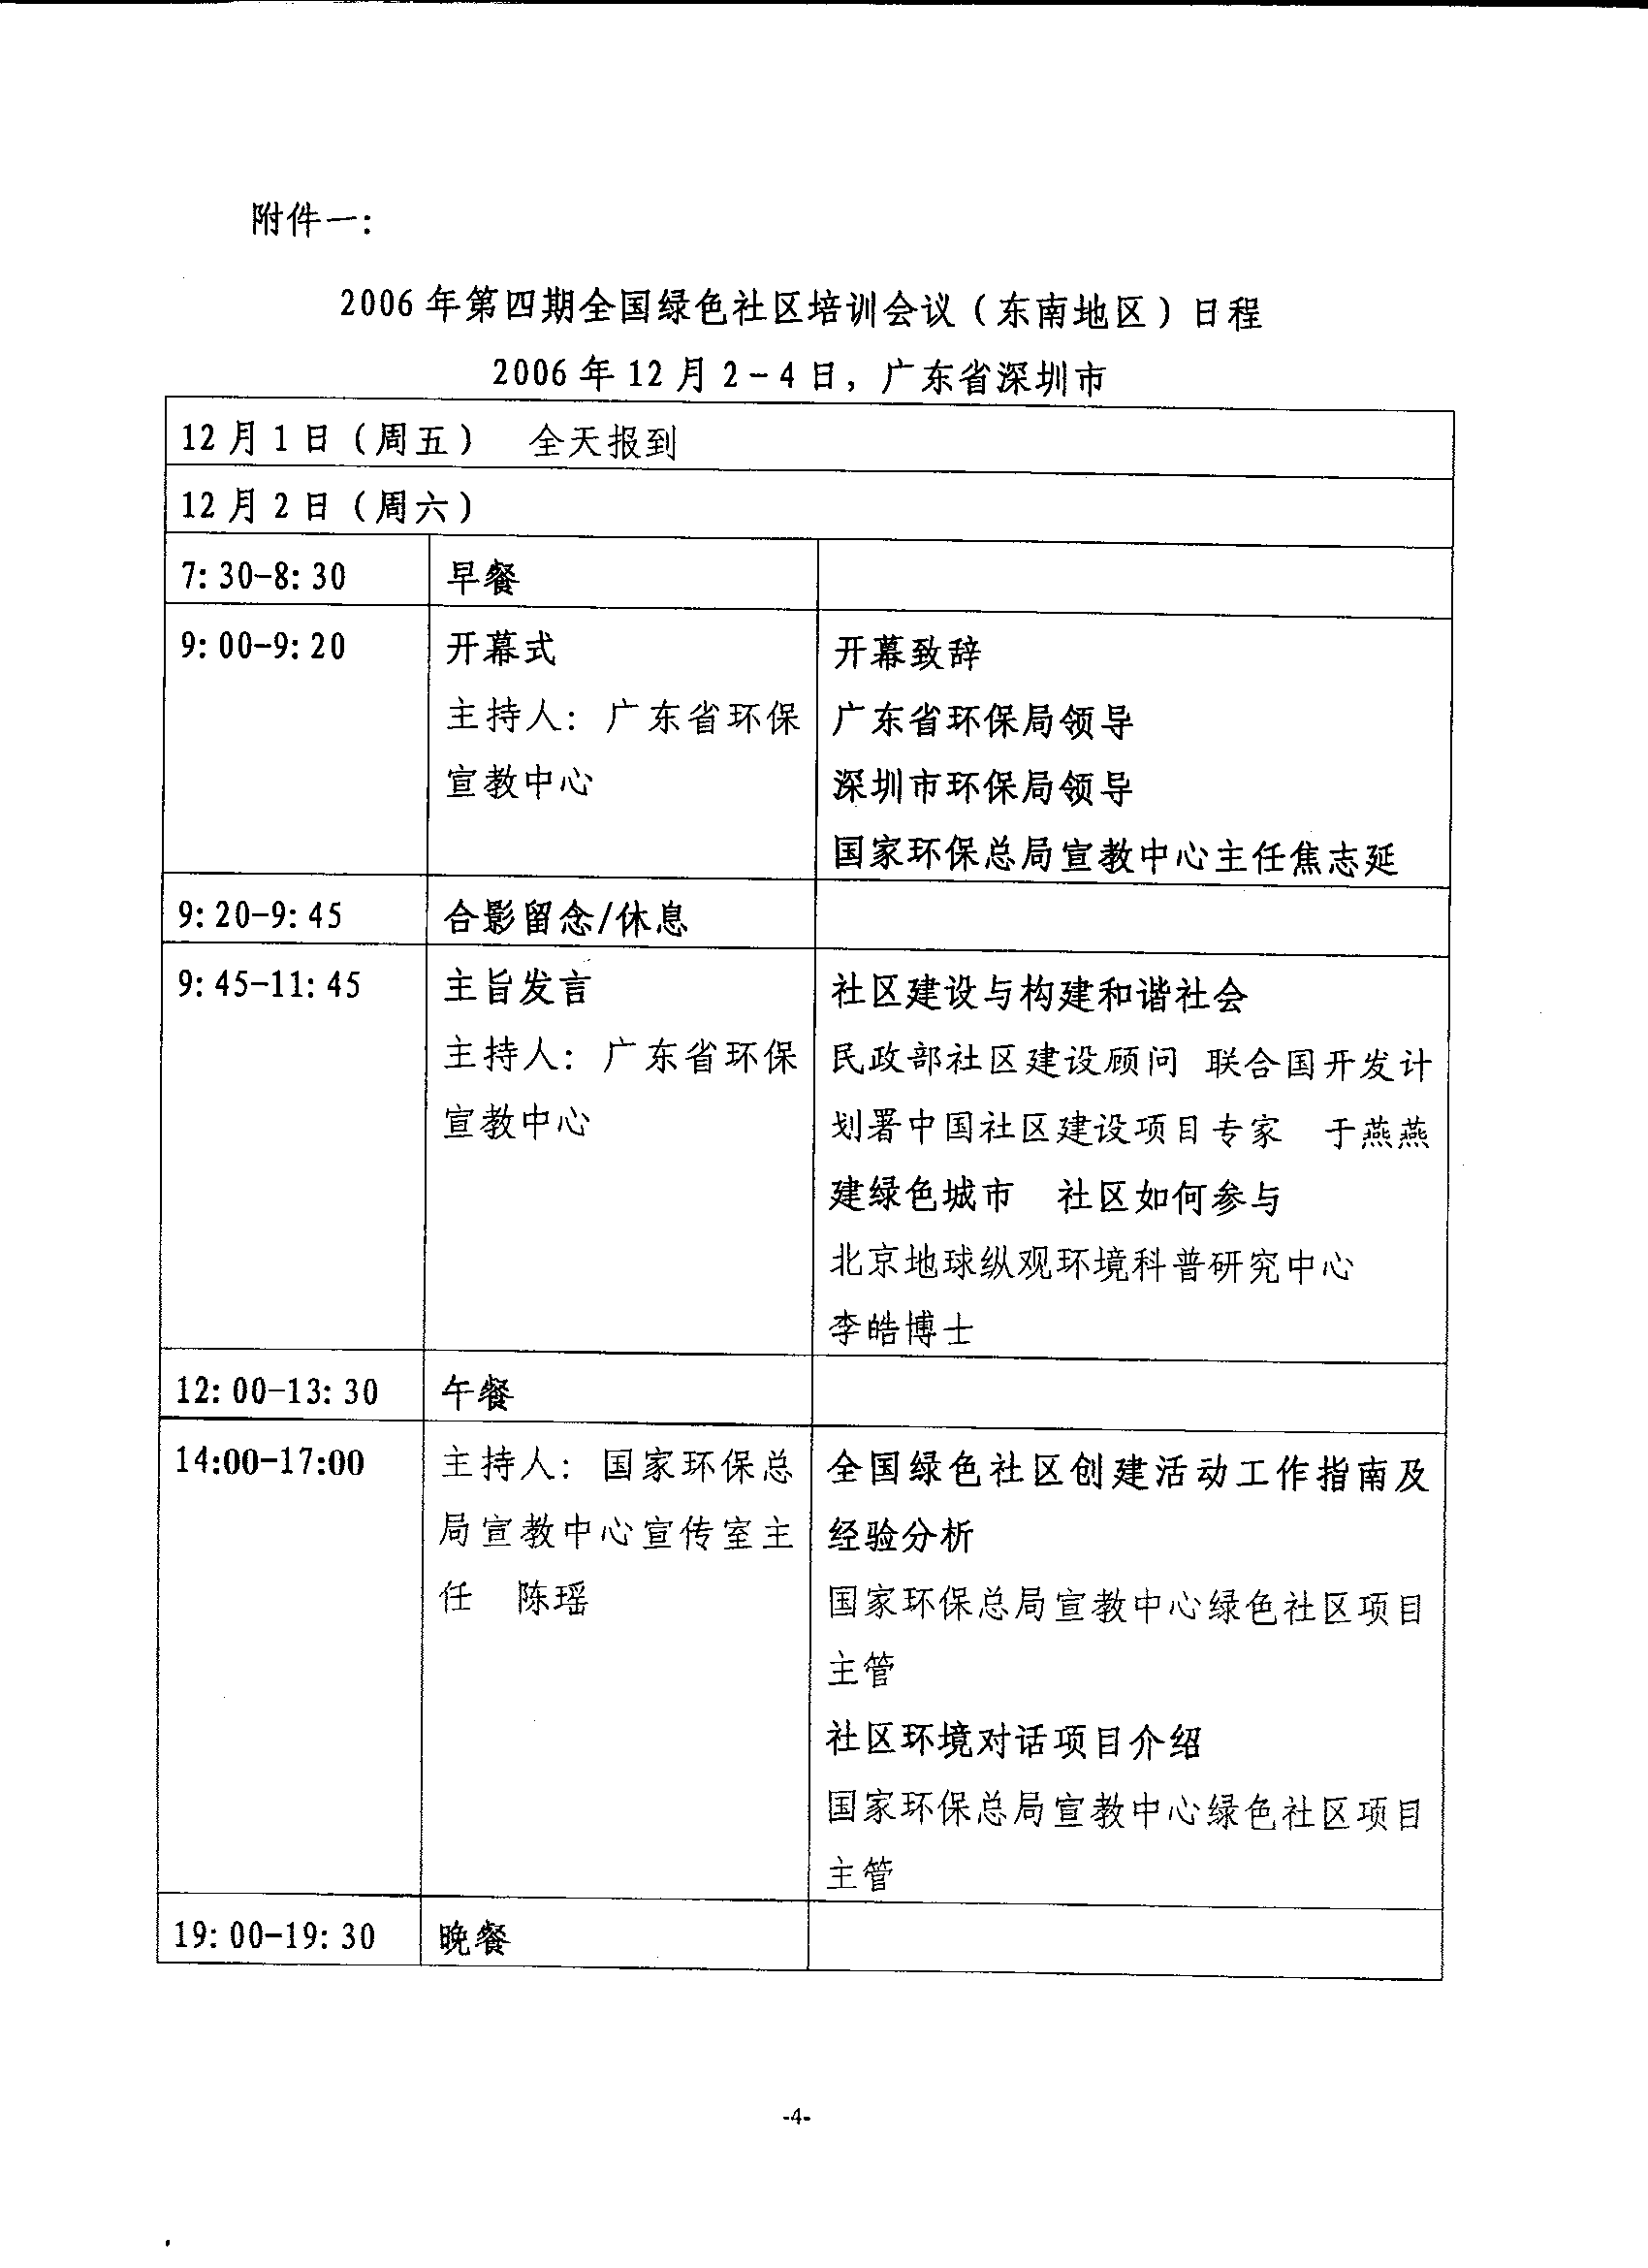 附件一：
2006年第四期全国绿色社区培训会议（东南地区）日程
2006年12月2-4日，广东省深圳市
12月1日（周五） 全天报到
12月2日（周六）
7:30-8:30 早餐
9:00-9:20
开幕式
主持人：广东省环保
宣教中心
开幕致辞
广东省环保局领导
深圳市环保局领导
国家环保总局宣教中心主任焦志延
9:20-9:45 合影留念/休息
9:45-11:45
主旨发言
主持人：广东省环保
宣教中心
社区建设与构建和谐社会
民政部社区建设顾问 联合国开发计
划署中国社区建设项目专家 于燕燕
建绿色城市 社区如何参与
北京地球纵观环境科普研究中心
李皓博士
12:00-13:30 午餐
14:00-17:00
主持人：国家环保总
局宣教中心宣传室主
任 陈瑶
全国绿色社区创建活动工作指南及
经验分析
国家环保总局宣教中心绿色社区项目
主管
社区环境对话项目介绍
国家环保总局宣教中心绿色社区项目
主管
19:00-19:30 晚餐
-4-